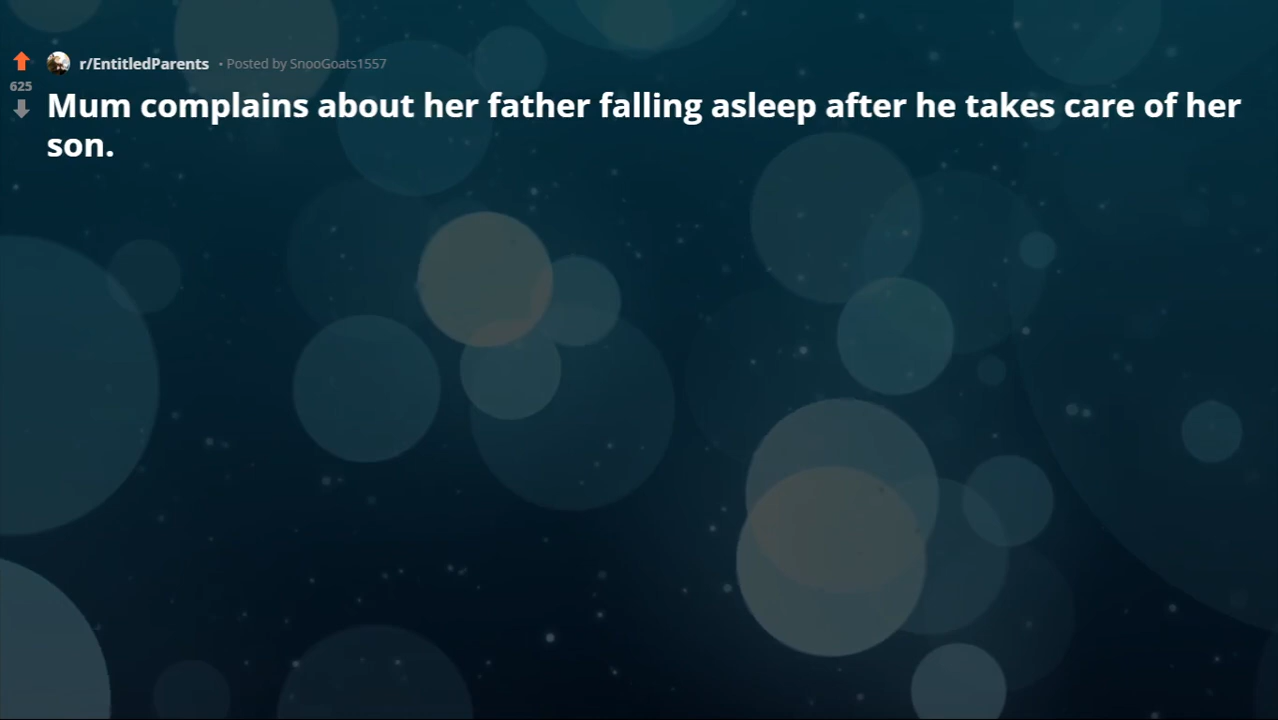 r/EntitledParents • Posted by SnooGoats1557
625
Mum complains about her father falling asleep after he takes care of her
son.